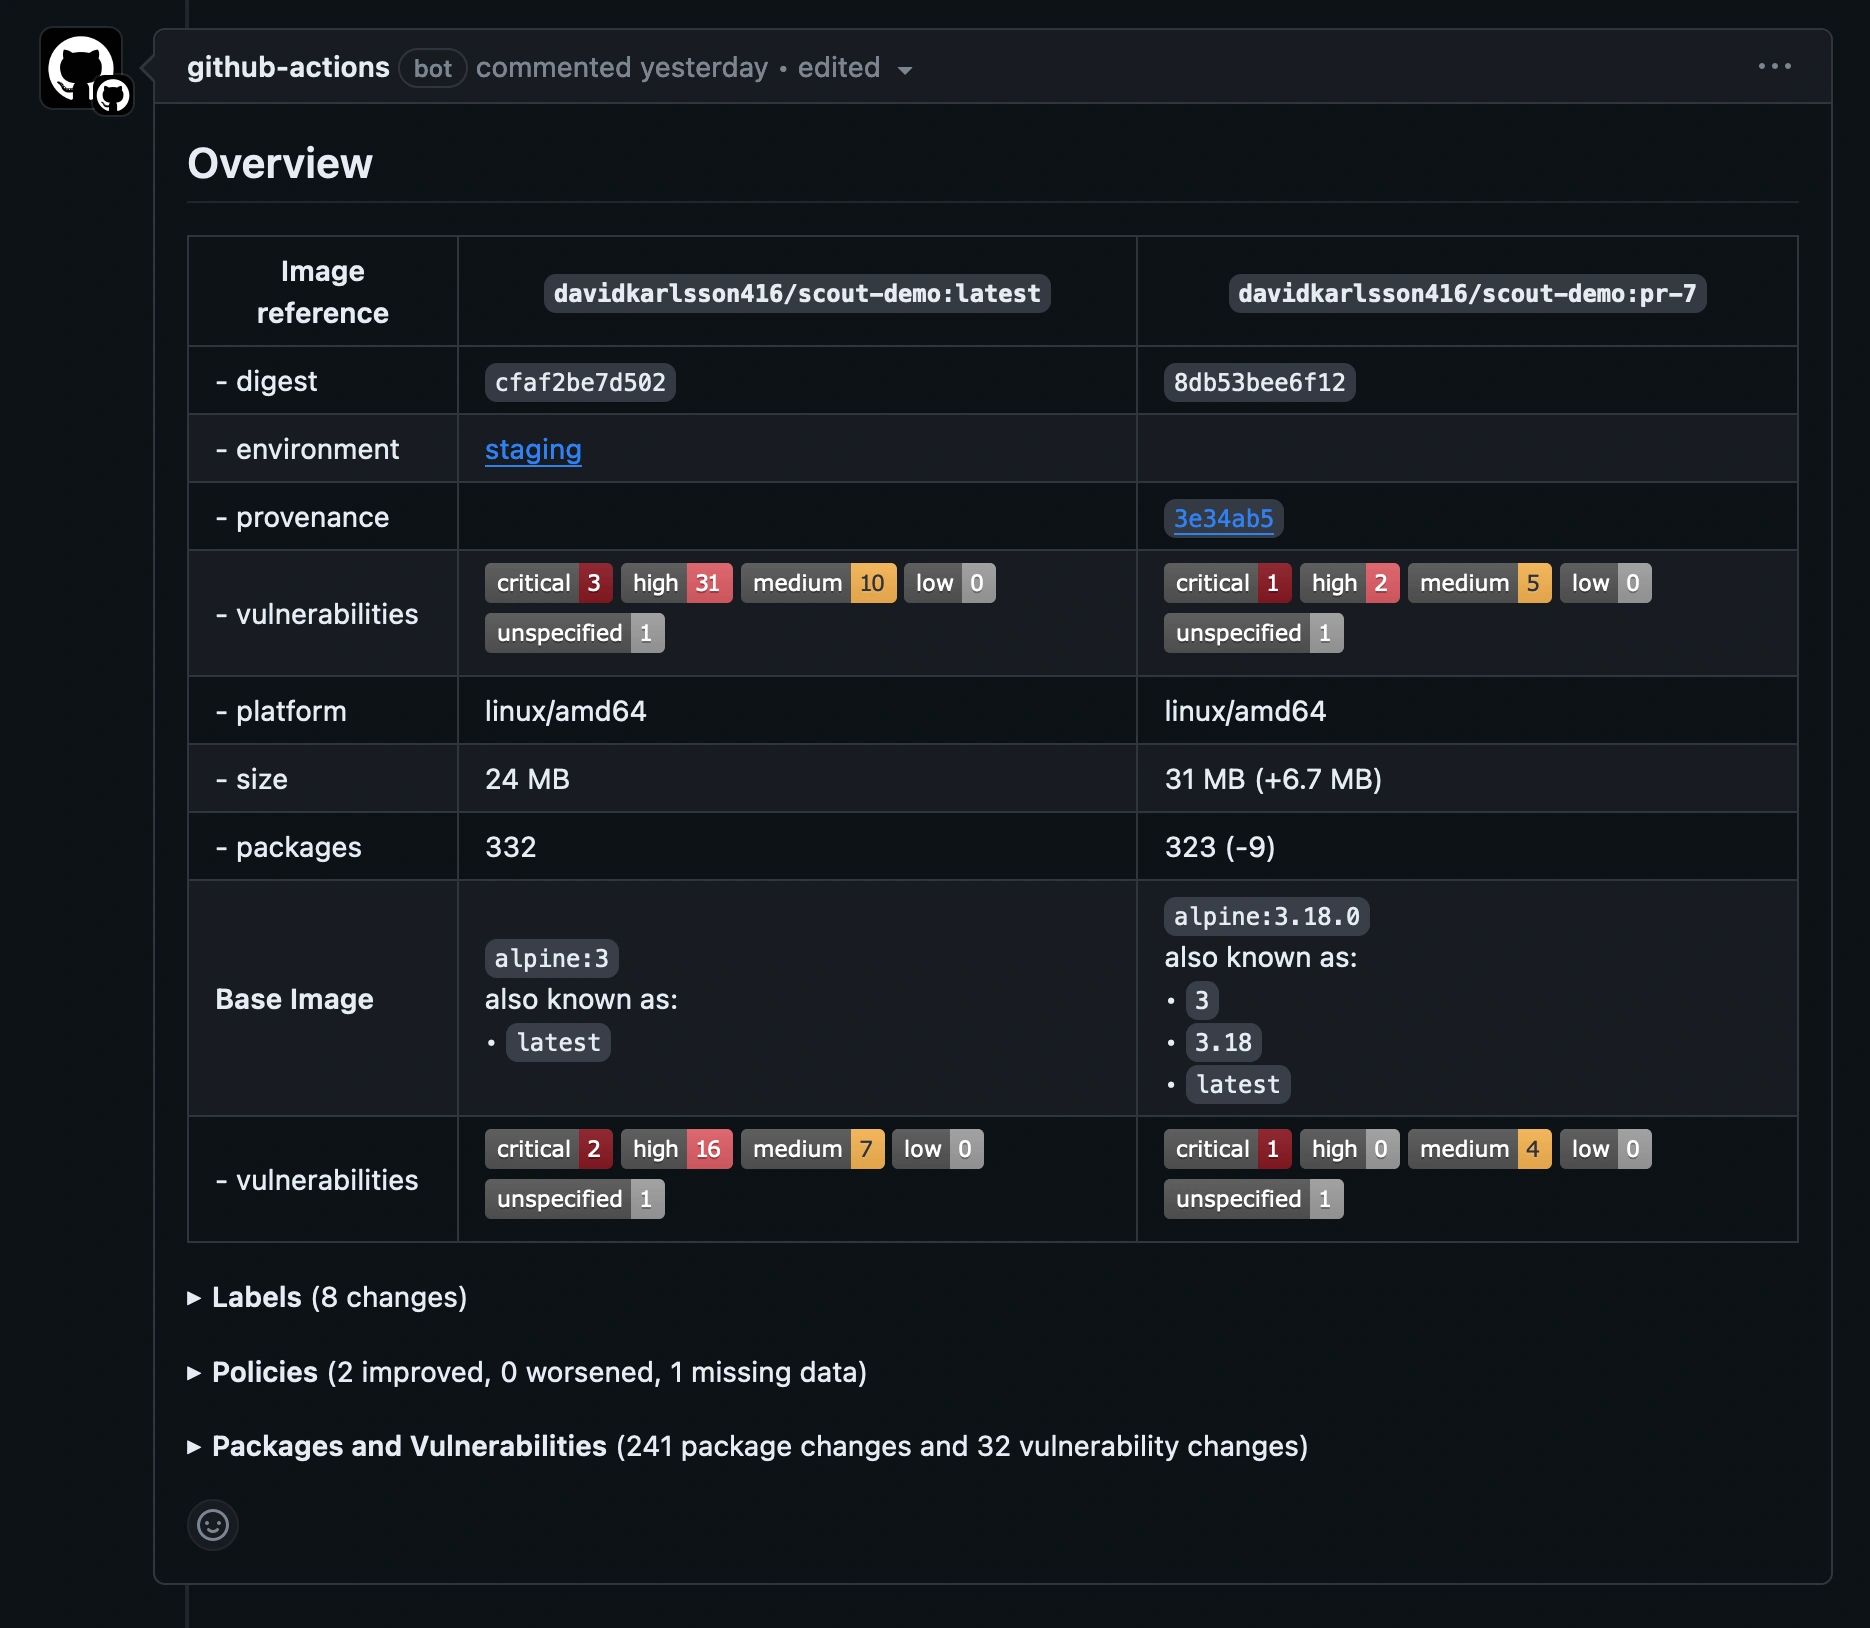 github-actions bot commented yesterday • edited
Overview
Image reference davidkarlsson416/scout-demo:latest davidkarlsson416/scout-demo:pr-7
- digest cfaf2be7d502 8db53bee6f12
- environment staging
- provenance 3e34ab5
- vulnerabilities critical 3 high 31 medium 10 low 0 unspecified 1 critical 1 high 2 medium 5 low 0 unspecified 1
- platform linux/amd64 linux/amd64
- size 24 MB 31 MB (+6.7 MB)
- packages 332 323 (-9)
Base Image alpine:3 also known as: • latest alpine:3.18.0 also known as: • 3 • 3.18 • latest
- vulnerabilities critical 2 high 16 medium 7 low 0 unspecified 1 critical 1 high 0 medium 4 low 0 unspecified 1
Labels (8 changes)
Policies (2 improved, 0 worsened, 1 missing data)
Packages and Vulnerabilities (241 package changes and 32 vulnerability changes)